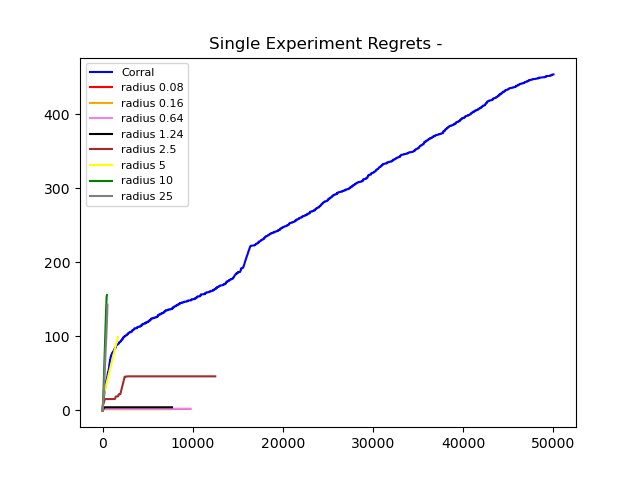 Single Experiment Regrets -
Corral
radius 0.08
radius 0.16
radius 0.64
radius 1.24
radius 2.5
radius 5
radius 10
radius 25
400
300
200
100
0
0 10000 20000 30000 40000 50000